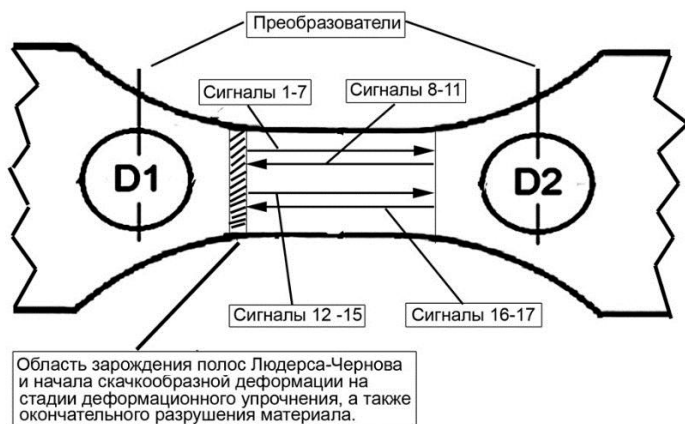 Преобразователи
Сигналы 1-7
Сигналы 8-11
D1
D2
Сигналы 12 -15
Сигналы 16-17
Область зарождения полос Людерса-Чернова
и начала скачкообразной деформации на
стадии деформационного упрочнения, а также
окончательного разрушения материала.